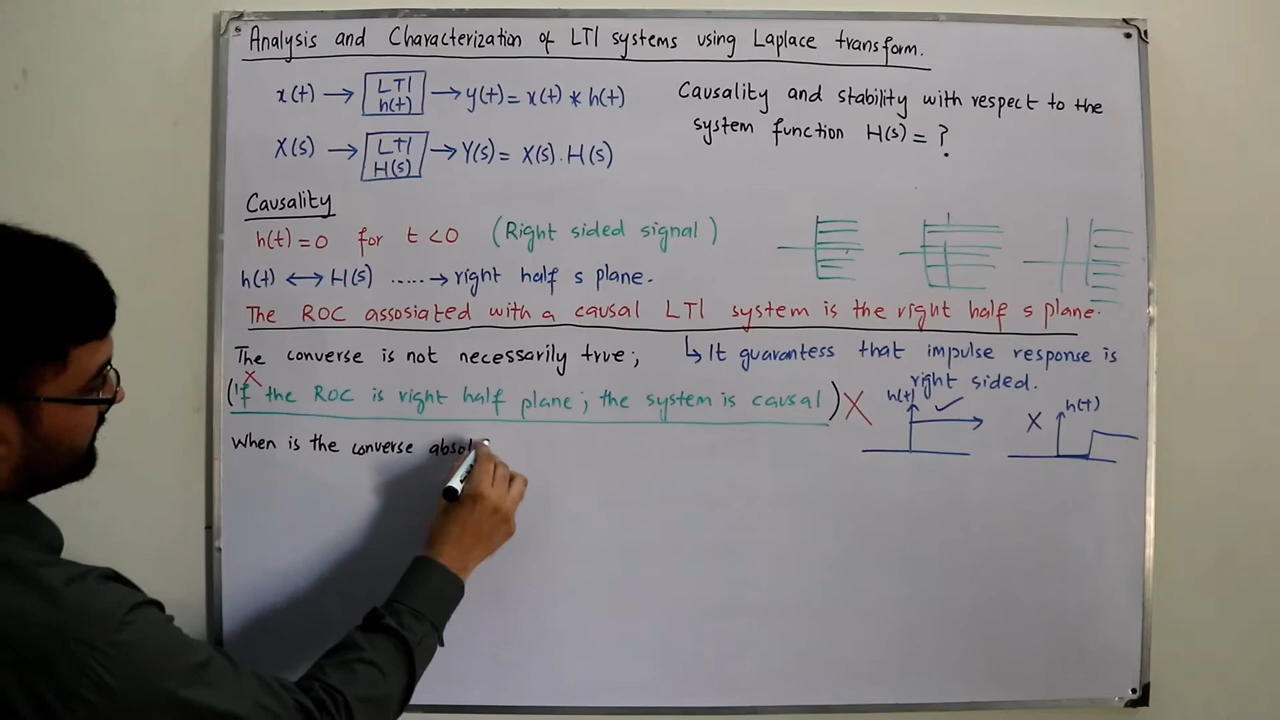 Analysis and Characterization of LTI systems using Laplace transform.
x(t) → LTI h(t) → y(t) = x(t) * h(t)
X(s) → LTI H(s) → Y(s) = X(s). H(s)
Causality and stability with respect to the
system function H(s) = ?
Causality
h(t)=0 for t <0 (Right sided signal)
h(t) ↔ H(s) ...... → right half s plane.
The ROC assosiated with a causal LTI system is the right half s plane.
The converse is not necessarily true; ↳ It guarantess that impulse response is
right sided.
(If the ROC is right half plane; the system is causal) X
h(t) ✓
X h(t)
When is the converse absol